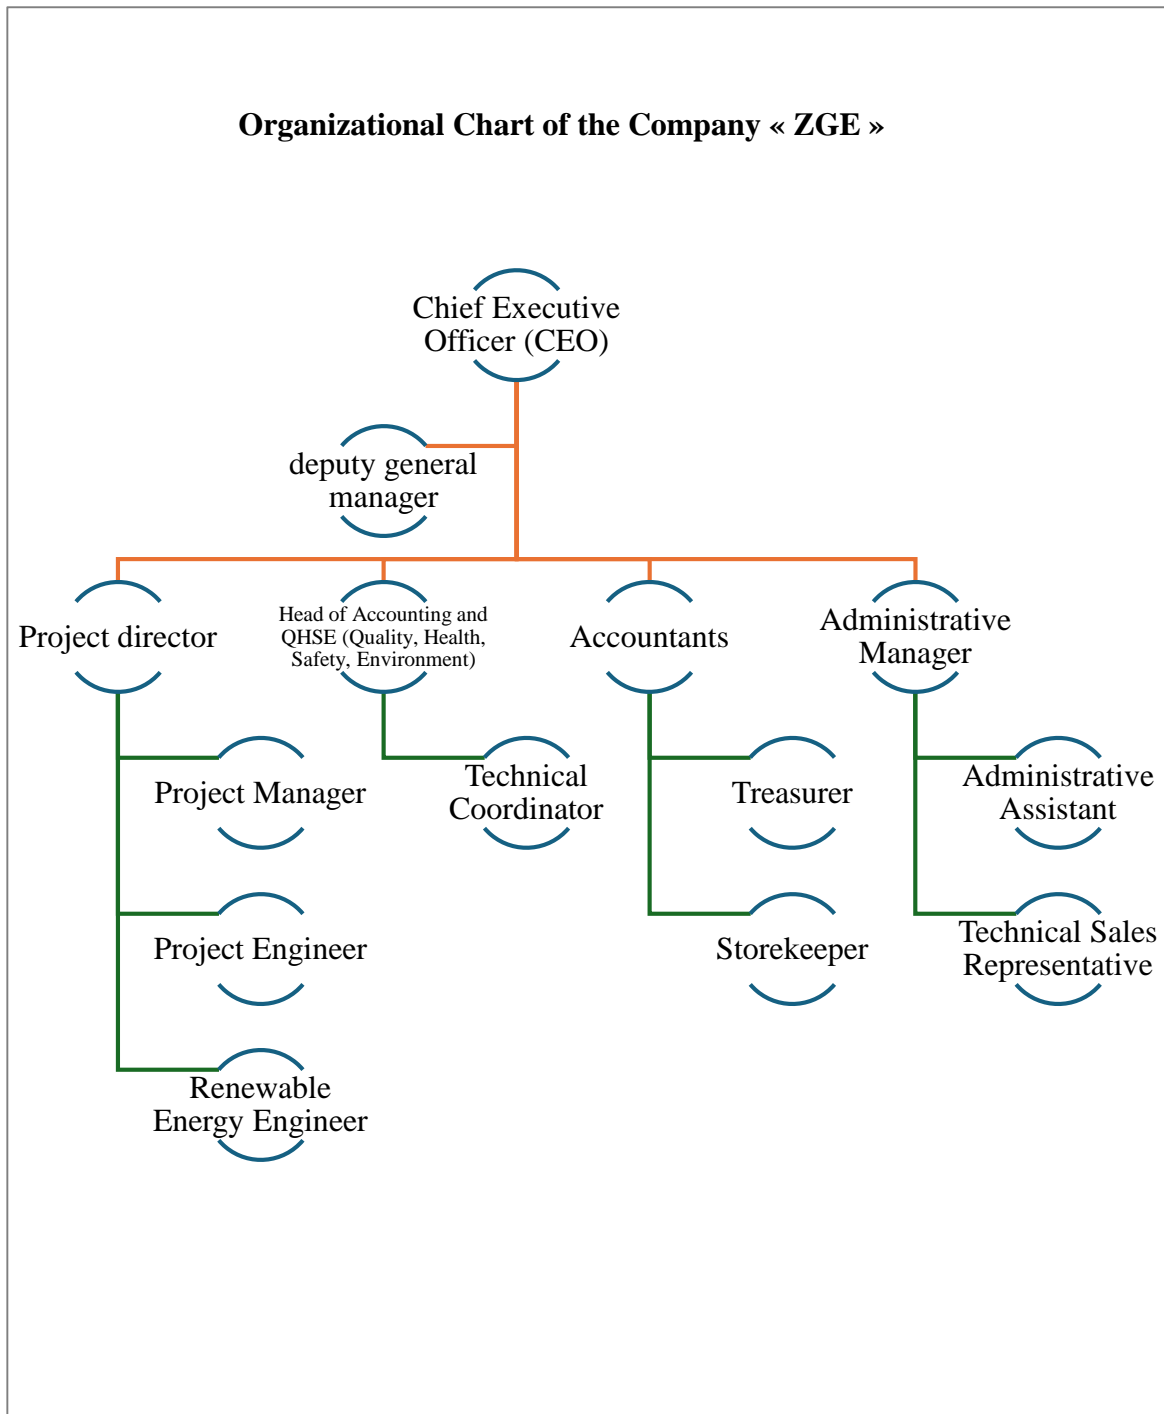 Organizational Chart of the Company « ZGE »
Chief Executive
Officer (CEO)
deputy general
manager
Project director
Head of Accounting and
QHSE (Quality, Health,
Safety, Environment)
Accountants
Administrative
Manager
Project Manager
Technical
Coordinator
Treasurer
Administrative
Assistant
Project Engineer
Storekeeper
Technical Sales
Representative
Renewable
Energy Engineer